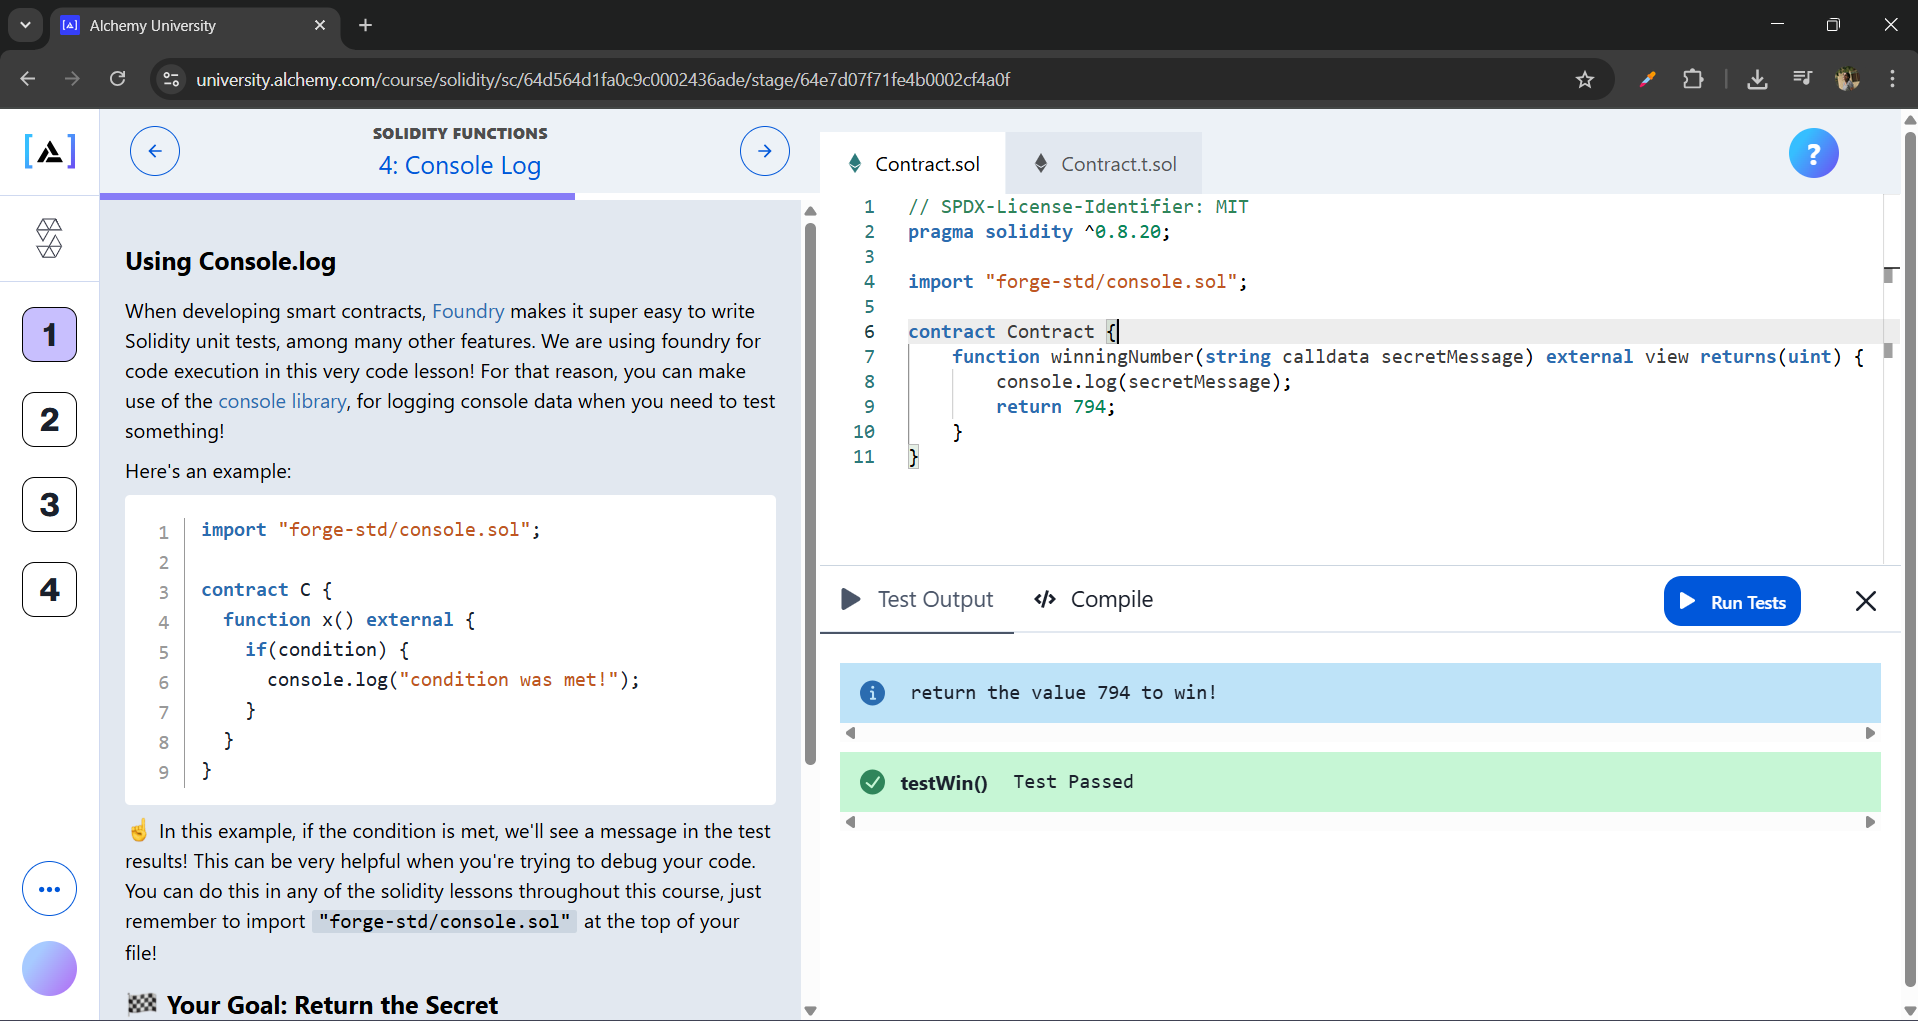 Alchemy University
university.alchemy.com/course/solidity/sc/64d564d1fa0c9c0002436ade/stage/64e7d07f71fe4b0002cf4a0f
SOLIDITY FUNCTIONS
4: Console Log
1
2
3
4
Using Console.log
When developing smart contracts, Foundry makes it super easy to write
Solidity unit tests, among many other features. We are using foundry for
code execution in this very code lesson! For that reason, you can make
use of the console library, for logging console data when you need to test
something!
Here's an example:
1 import "forge-std/console.sol";
2
3 contract C {
4 function x() external {
5 if(condition) {
6 console.log("condition was met!");
7 }
8 }
9 }
☝️ In this example, if the condition is met, we'll see a message in the test
results! This can be very helpful when you're trying to debug your code.
You can do this in any of the solidity lessons throughout this course, just
remember to import "forge-std/console.sol" at the top of your
file!
🏁 Your Goal: Return the Secret
Contract.sol
Contract.t.sol
?
1 // SPDX-License-Identifier: MIT
2 pragma solidity ^0.8.20;
3
4 import "forge-std/console.sol";
5
6 contract Contract {
7 function winningNumber(string calldata secretMessage) external view returns(uint) {
8 console.log(secretMessage);
9 return 794;
10 }
11 }
Test Output
</> Compile
Run Tests
return the value 794 to win!
testWin() Test Passed